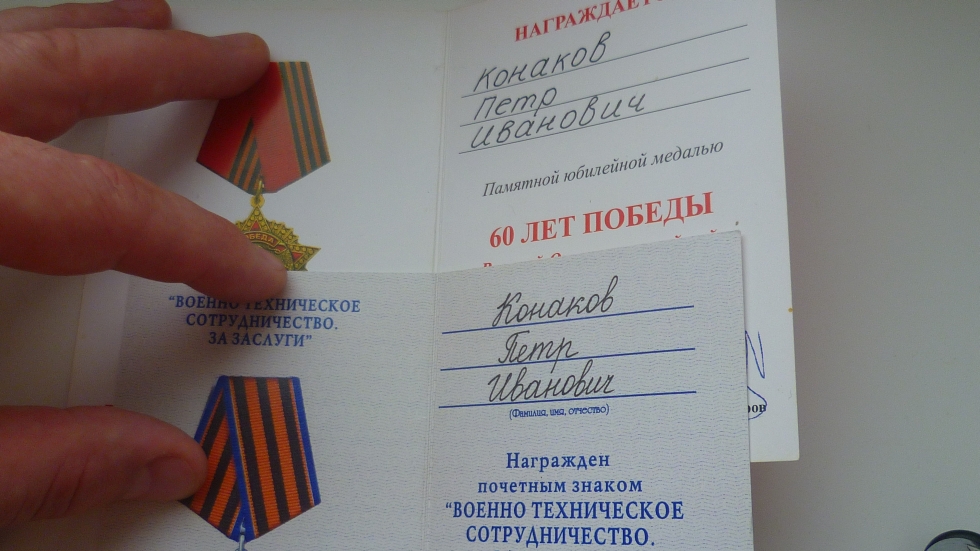 НАГРАЖДАЕТС
Конаков
Петр
Иванович
Памятной юбилейной медалью
60 ЛЕТ ПОБЕДЫ
"ВОЕННО ТЕХНИЧЕСКОЕ
СОТРУДНИЧЕСТВО.
ЗА ЗАСЛУГИ"
Конаков
Петр
Иванович
(Фамилия, имя, отчество)
Награжден
почетным знаком
"ВОЕННО ТЕХНИЧЕСКОЕ
СОТРУДНИЧЕСТВО.